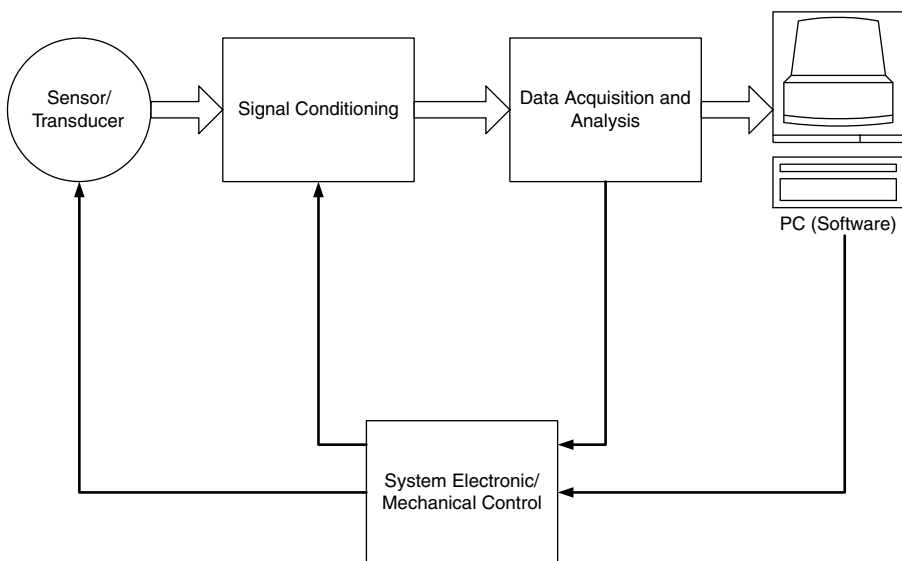 Sensor/
Transducer
Signal Conditioning
Data Acquisition and
Analysis
PC (Software)
System Electronic/
Mechanical Control